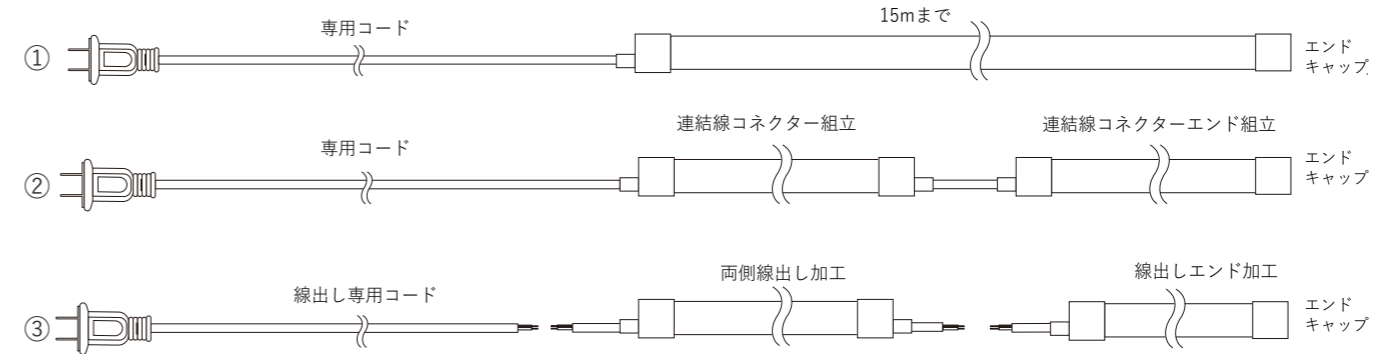 専用コード
15mまで
①
エンド
キャップ
連結線コネクター組立
連結線コネクターエンド組立
専用コード
②
エンド
キャップ
両側線出し加工
線出しエンド加工
線出し専用コード
③
エンド
キャップ